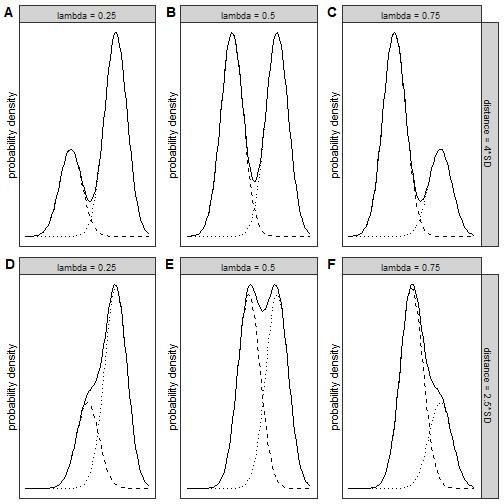 A
lambda = 0.25
B
lambda = 0.5
C
lambda = 0.75
probability density
probability density
probability density
distance = 4*SD
D
lambda = 0.25
E
lambda = 0.5
F
lambda = 0.75
probability density
probability density
probability density
distance = 2.5*SD